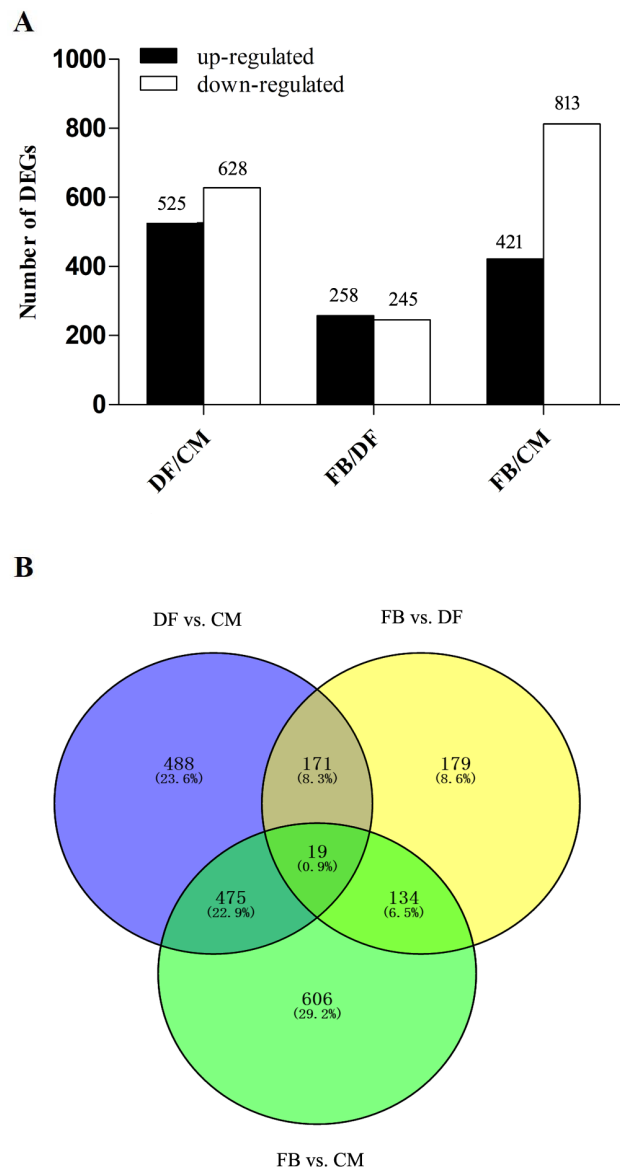 A
up-regulated
down-regulated
1000
800
600
400
200
0
Number of DEGs
525
628
258
245
421
813
DF/CM
FB/DF
FB/CM
B
DF vs. CM
FB vs. DF
488
(23.6%)
171
(8.3%)
179
(8.6%)
19
(0.9%)
475
(22.9%)
134
(6.5%)
606
(29.2%)
FB vs. CM